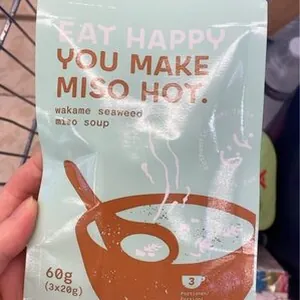 EAT HAPPY
YOU MAKE
MISO HOT.
wakame seaweed
miso soup
60g
(3x20g)
3